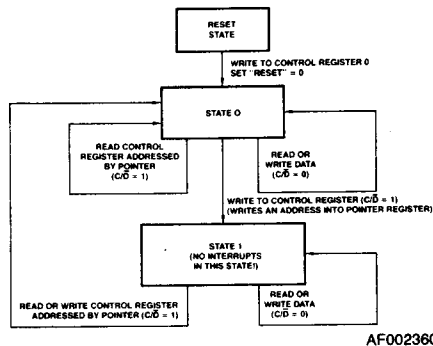 RESET
STATE
WRITE TO CONTROL REGISTER 0
SET "RESET" = 0
STATE 0
READ CONTROL
REGISTER ADDRESSED
BY POINTER
(C/D̅ = 1)
READ OR
WRITE DATA
(C/D̅ = 0)
WRITE TO CONTROL REGISTER (C/D̅ = 1)
(WRITES AN ADDRESS INTO POINTER REGISTER)
STATE 1
(NO INTERRUPTS
IN THIS STATE!)
READ OR WRITE CONTROL REGISTER
ADDRESSED BY POINTER (C/D̅ = 1)
READ OR
WRITE DATA
(C/D̅ = 0)
AF002360